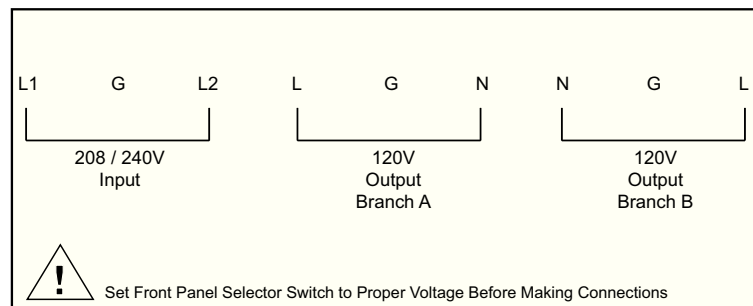 L1 G L2 L G N N G L
208 / 240V
Input
120V
Output
Branch A
120V
Output
Branch B
! Set Front Panel Selector Switch to Proper Voltage Before Making Connections